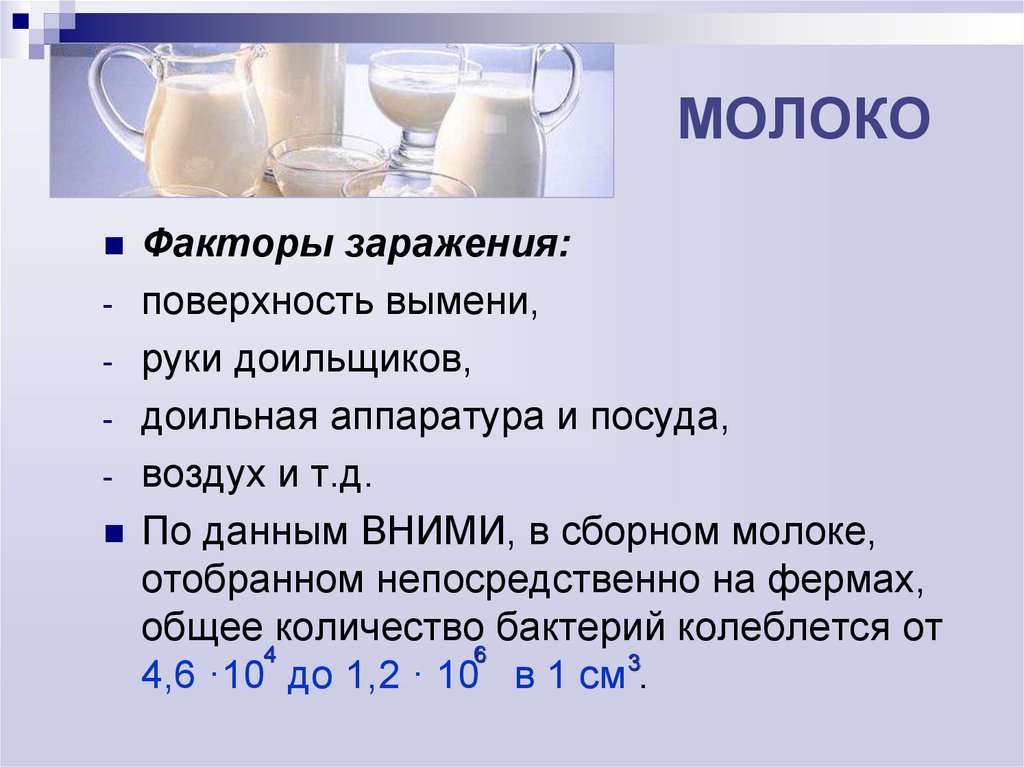 МОЛОКО
Факторы заражения:
- поверхность вымени,
- руки доильщиков,
- доильная аппаратура и посуда,
- воздух и т.д.
По данным ВНИМИ, в сборном молоке,
отобранном непосредственно на фермах,
общее количество бактерий колеблется от
4,6 ·10⁴ до 1,2 · 10⁶ в 1 см³.